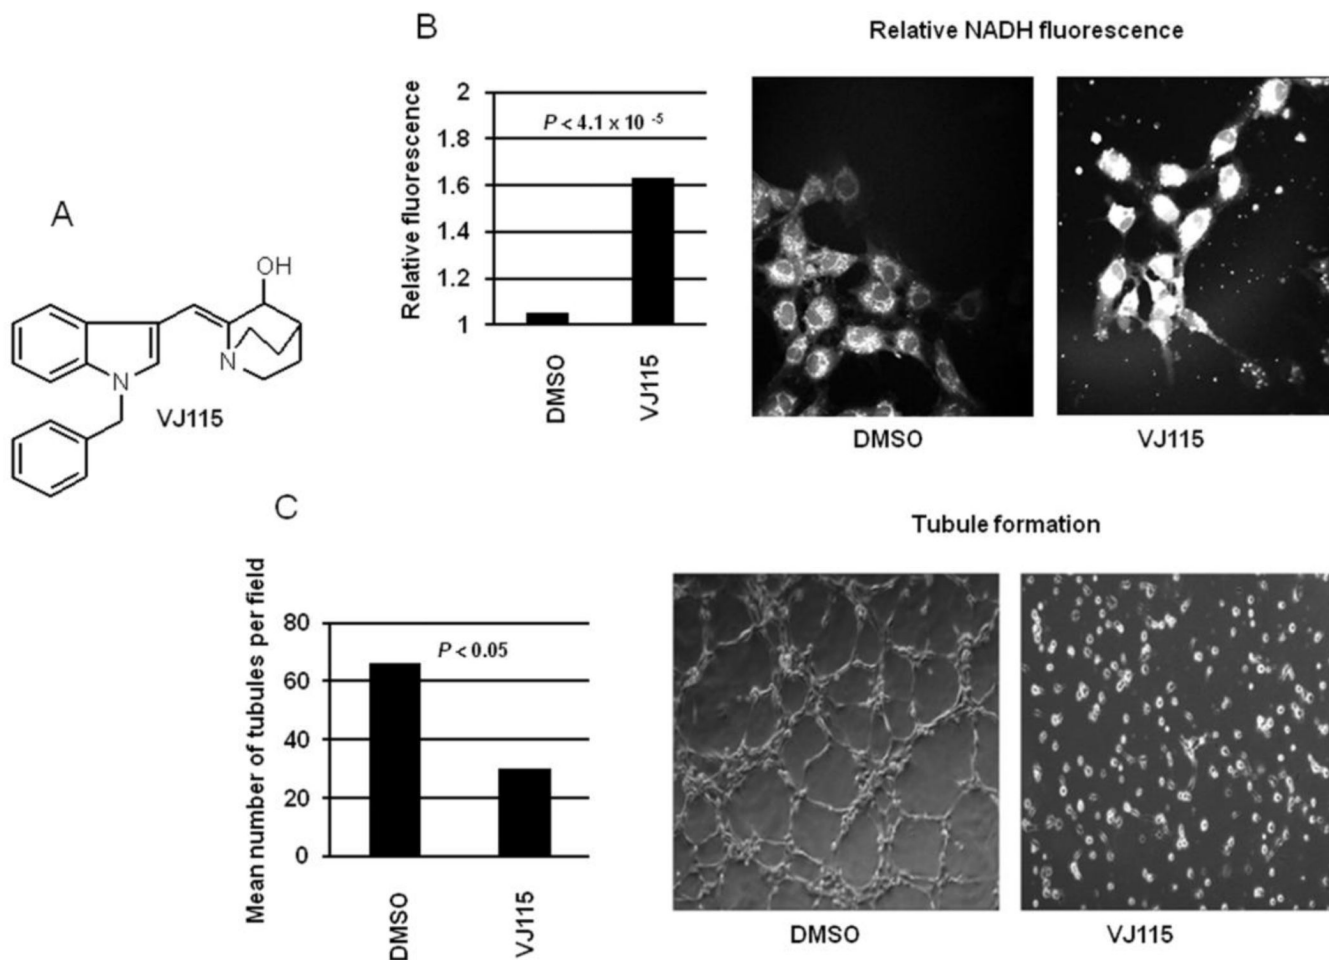 A
OH
N
N
VJ115
B
Relative fluorescence
2
1.8
1.6
1.4
1.2
1
P < 4.1 x 10 -5
DMSO
VJ115
Relative NADH fluorescence
DMSO
VJ115
C
Mean number of tubules per field
80
60
40
20
0
P < 0.05
DMSO
VJ115
Tubule formation
DMSO
VJ115